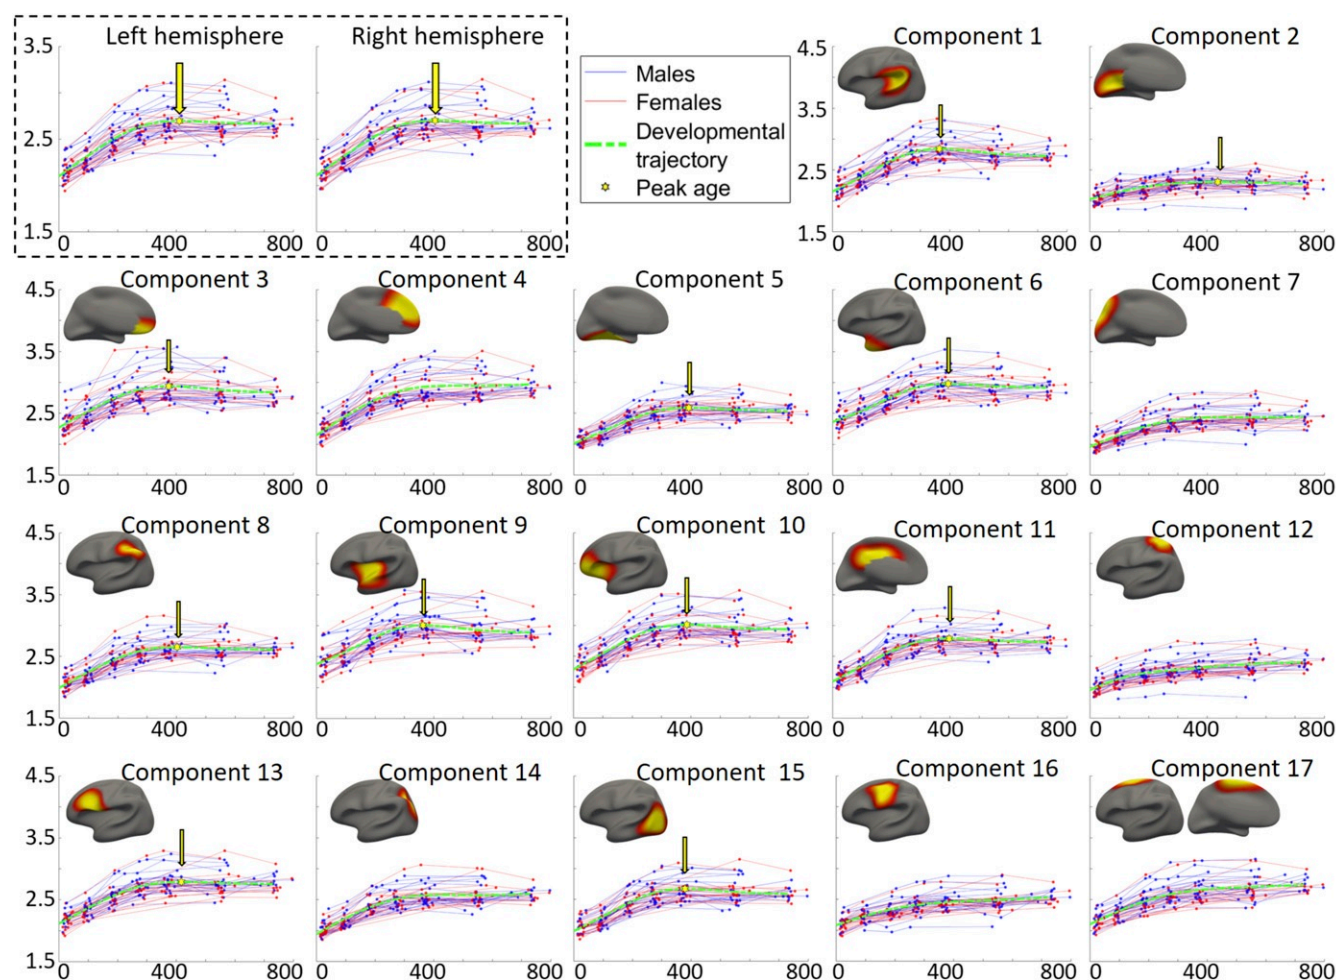 Left hemisphere
Right hemisphere
3.5
2.5
1.5
0 400 800
0 400 800
Males
Females
Developmental
trajectory
Peak age
Component 1
Component 2
4.5
3.5
2.5
1.5
0 400 800
0 400 800
Component 3
Component 4
Component 5
Component 6
Component 7
4.5
3.5
2.5
1.5
0 400 800
0 400 800
0 400 800
0 400 800
0 400 800
Component 8
Component 9
Component 10
Component 11
Component 12
4.5
3.5
2.5
1.5
0 400 800
0 400 800
0 400 800
0 400 800
0 400 800
Component 13
Component 14
Component 15
Component 16
Component 17
4.5
3.5
2.5
1.5
0 400 800
0 400 800
0 400 800
0 400 800
0 400 800